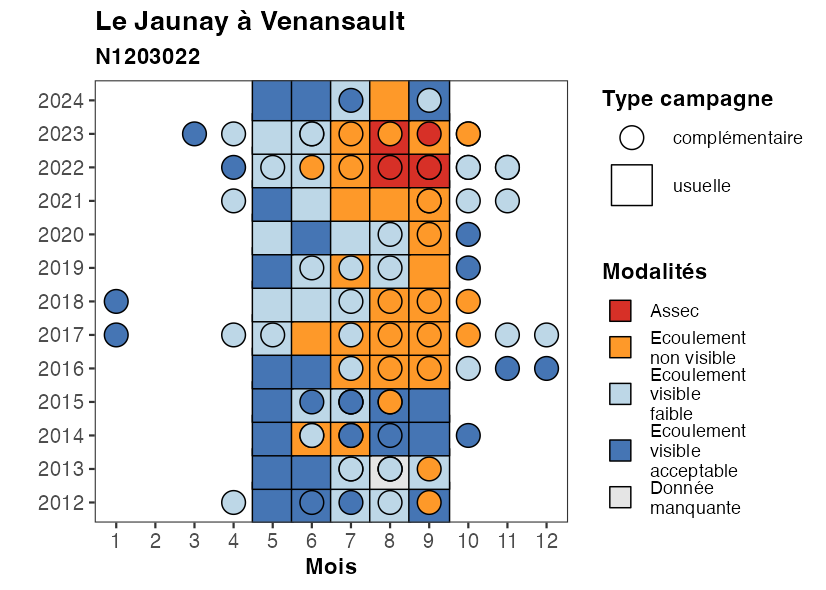 Le Jaunay à Venansault
N1203022
2024
2023
2022
2021
2020
2019
2018
2017
2016
2015
2014
2013
2012
1 2 3 4 5 6 7 8 9 10 11 12
Mois
Type campagne
complémentaire
usuelle
Modalités
Assec
Ecoulement
non visible
Ecoulement
visible
faible
Ecoulement
visible
acceptable
Donnée
manquante